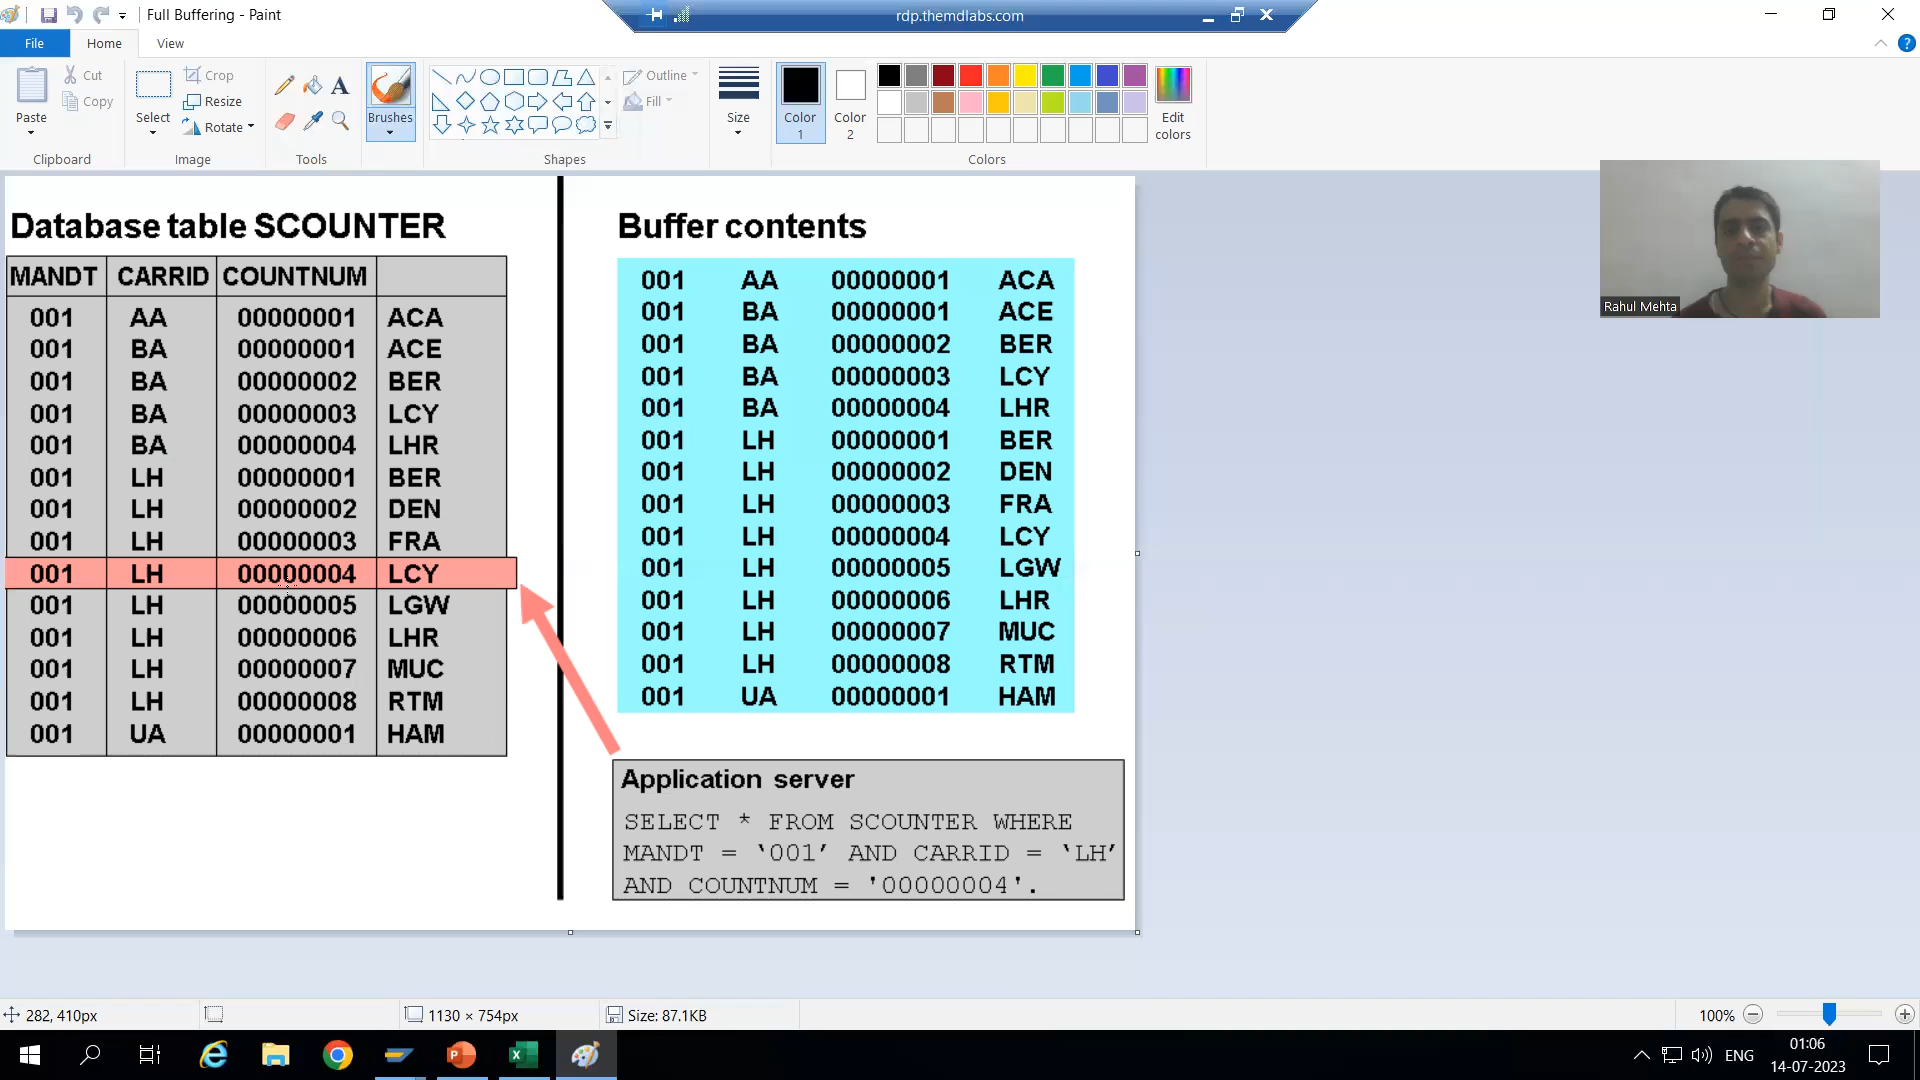 Full Buffering - Paint
rdp.themdlabs.com
File Home View
Paste
Cut
Copy
Clipboard
Select
Crop
Resize
Rotate
Image
Tools
Brushes
Outline
Fill
Shapes
Size
Color 1
Color 2
Edit colors
Colors
Rahul Mehta
Database table SCOUNTER
MANDT CARRID COUNTNUM
001 AA 00000001 ACA
001 BA 00000001 ACE
001 BA 00000002 BER
001 BA 00000003 LCY
001 BA 00000004 LHR
001 LH 00000001 BER
001 LH 00000002 DEN
001 LH 00000003 FRA
001 LH 00000004 LCY
001 LH 00000005 LGW
001 LH 00000006 LHR
001 LH 00000007 MUC
001 LH 00000008 RTM
001 UA 00000001 HAM
Buffer contents
001 AA 00000001 ACA
001 BA 00000001 ACE
001 BA 00000002 BER
001 BA 00000003 LCY
001 BA 00000004 LHR
001 LH 00000001 BER
001 LH 00000002 DEN
001 LH 00000003 FRA
001 LH 00000004 LCY
001 LH 00000005 LGW
001 LH 00000006 LHR
001 LH 00000007 MUC
001 LH 00000008 RTM
001 UA 00000001 HAM
Application server
SELECT * FROM SCOUNTER WHERE
MANDT = ‘001’ AND CARRID = ‘LH’
AND COUNTNUM = '00000004'.
282, 410px
1130 × 754px
Size: 87.1KB
100%
ENG
01:06
14-07-2023